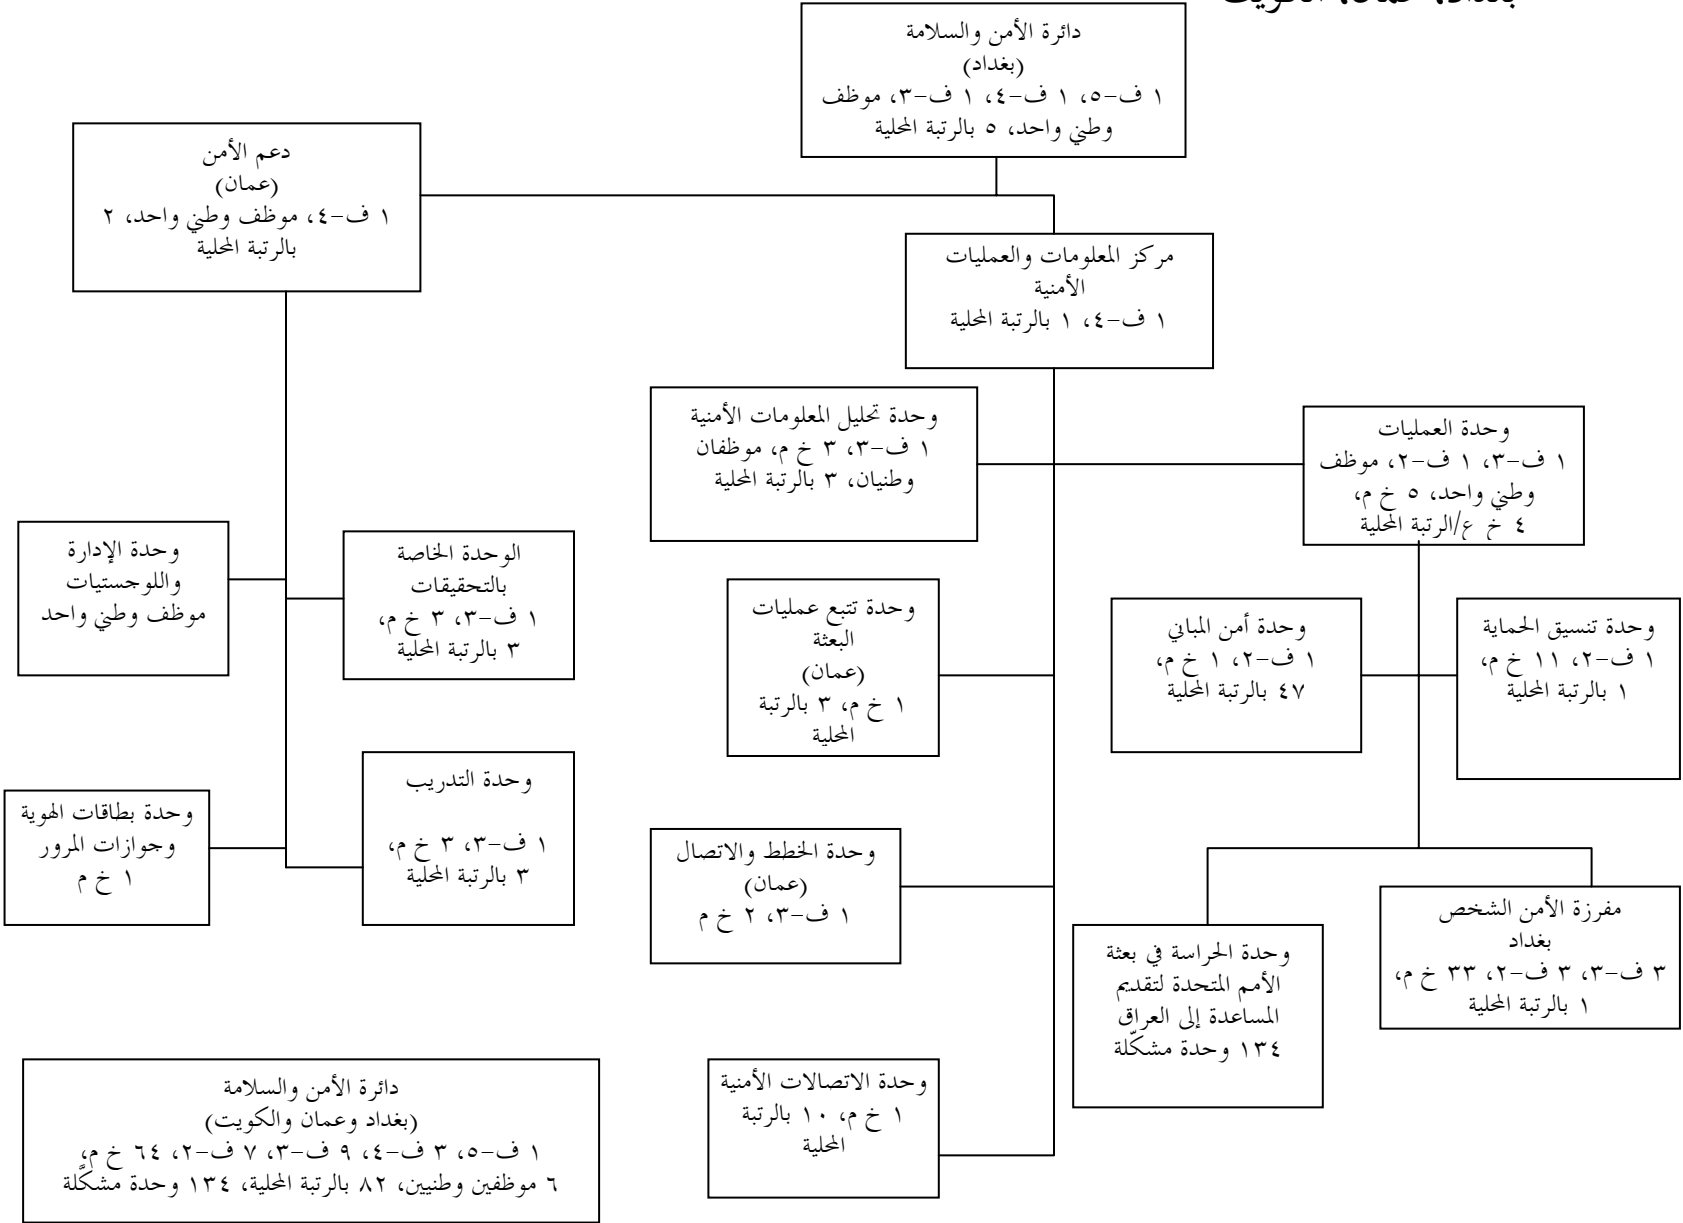 دائرة الأمن والسلامة
(بغداد)
١ ف-٥، ١ ف-٤، ١ ف-٣، موظف
وطني واحد، ٥ بالرتبة المحلية
دعم الأمن
(عمان)
١ ف-٤، موظف وطني واحد، ٢
بالرتبة المحلية
مركز المعلومات والعمليات
الأمنية
١ ف-٤، ١ بالرتبة المحلية
وحدة تحليل المعلومات الأمنية
١ ف-٣، ٣ خ م، موظفان
وطنيان، ٣ بالرتبة المحلية
وحدة العمليات
١ ف-٣، ١ ف-٢، موظف
وطني واحد، ٥ خ م،
٤ خ ع/الرتبة المحلية
الوحدة الخاصة
بالتحقيقات
١ ف-٣، ٣ خ م،
٣ بالرتبة المحلية
وحدة الإدارة
واللوجستيات
موظف وطني واحد
وحدة تتبع عمليات
البعثة
(عمان)
١ خ م، ٣ بالرتبة
المحلية
وحدة تنسيق الحماية
١ ف-٢، ١١ خ م،
١ بالرتبة المحلية
وحدة أمن المباني
١ ف-٢، ١ خ م،
٤٧ بالرتبة المحلية
وحدة التدريب
١ ف-٣، ٣ خ م،
٣ بالرتبة المحلية
وحدة بطاقات الهوية
وجوازات المرور
١ خ م
وحدة الخطط والاتصال
(عمان)
١ ف-٣، ٢ خ م
مفرزة الأمن الشخص
بغداد
٣ ف-٣، ٣ ف-٢، ٣٣ خ م،
١ بالرتبة المحلية
وحدة الحراسة في بعثة
الأمم المتحدة لتقديم
المساعدة إلى العراق
١٣٤ وحدة مشكّلة
وحدة الاتصالات الأمنية
١ خ م، ١٠ بالرتبة
المحلية
دائرة الأمن والسلامة
(بغداد وعمان والكويت)
١ ف-٥، ٣ ف-٤، ٩ ف-٣، ٧ ف-٢، ٦٤ خ م،
٦ موظفين وطنيين، ٨٢ بالرتبة المحلية، ١٣٤ وحدة مشكَّلة